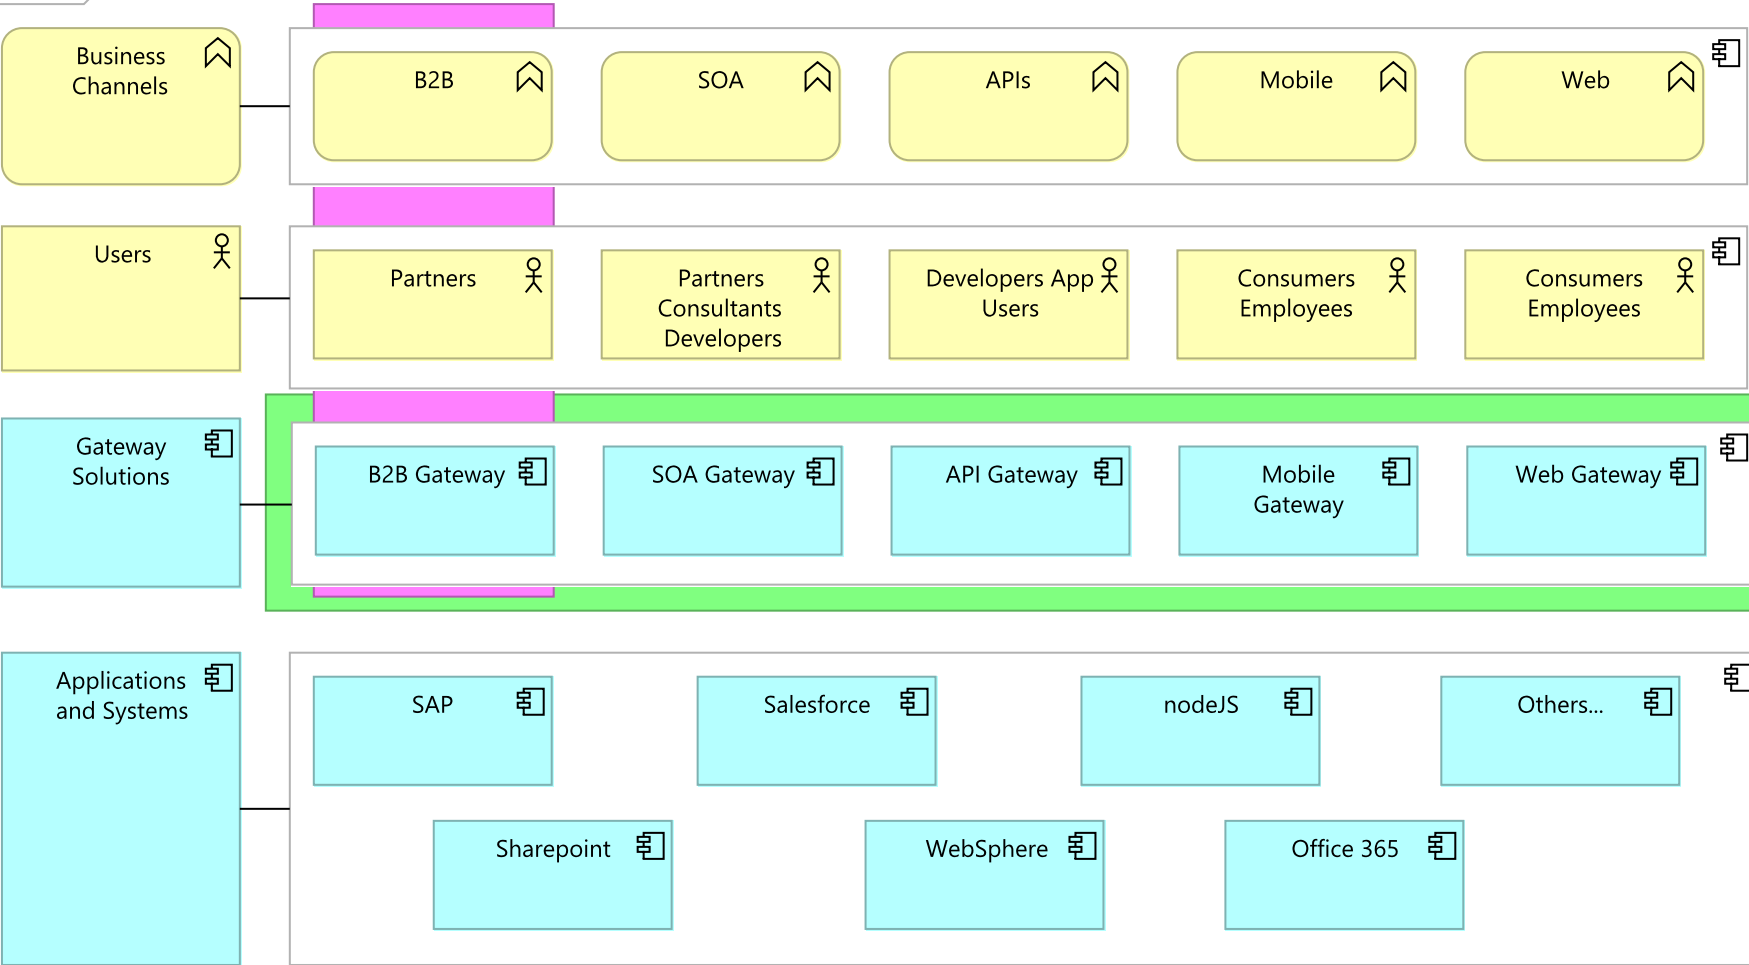 Business
Channels
B2B
SOA
APIs
Mobile
Web
Users
Partners
Partners
Consultants
Developers
Developers App
Users
Consumers
Employees
Consumers
Employees
Gateway
Solutions
B2B Gateway
SOA Gateway
API Gateway
Mobile
Gateway
Web Gateway
Applications
and Systems
SAP
Salesforce
nodeJS
Others...
Sharepoint
WebSphere
Office 365